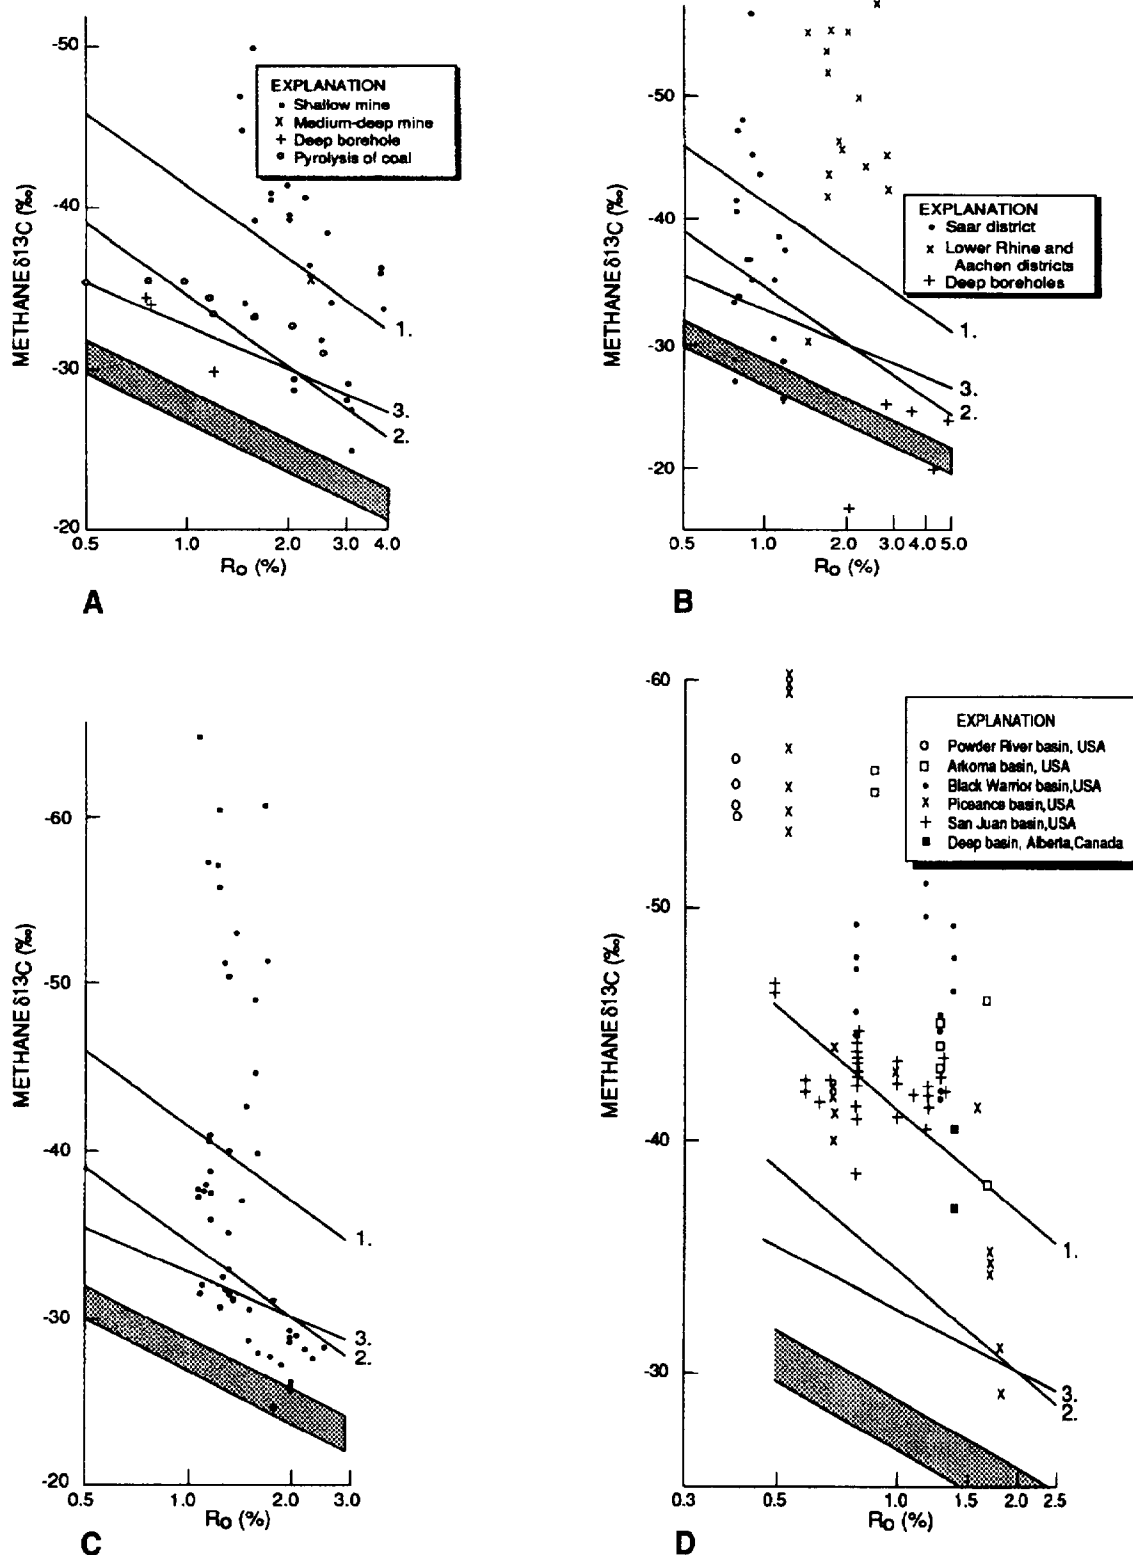 -50
-40
-30
-20
METHANE δ13C (‰)
EXPLANATION
Shallow mine
Medium-deep mine
Deep borehole
Pyrolysis of coal
1.
3.
2.
0.5 1.0 2.0 3.0 4.0
Ro (%)
A
-50
-40
-30
-20
METHANE δ13C (‰)
EXPLANATION
Saar district
Lower Rhine and
Aachen districts
Deep boreholes
1.
3.
2.
0.5 1.0 2.0 3.0 4.0 5.0
Ro (%)
B
-60
-50
-40
-30
-20
METHANE δ13C (‰)
1.
3.
2.
0.5 1.0 2.0 3.0
Ro (%)
C
-60
-50
-40
-30
METHANE δ13C (‰)
EXPLANATION
Powder River basin, USA
Arkoma basin, USA
Black Warrior basin,USA
Piceance basin,USA
San Juan basin,USA
Deep basin, Alberta,Canada
1.
3.
2.
0.3 0.5 1.0 1.5 2.0 2.5
Ro (%)
D